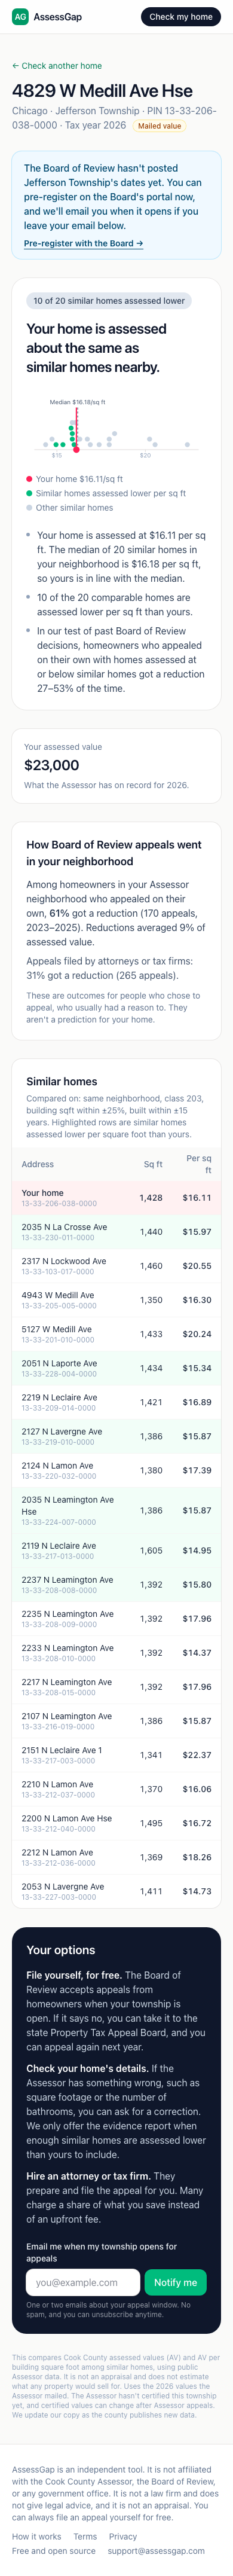 AG AssessGap
Check my home
← Check another home
4829 W Medill Ave Hse
Chicago · Jefferson Township · PIN 13-33-206-
038-0000 · Tax year 2026 Mailed value
The Board of Review hasn't posted
Jefferson Township's dates yet. You can
pre-register on the Board's portal now,
and we'll email you when it opens if you
leave your email below.
Pre-register with the Board →
10 of 20 similar homes assessed lower
Your home is assessed
about the same as
similar homes nearby.
Median $16.18/sq ft
$15 $20
Your home $16.11/sq ft
Similar homes assessed lower per sq ft
Other similar homes
Your home is assessed at $16.11 per sq
ft. The median of 20 similar homes in
your neighborhood is $16.18 per sq ft,
so yours is in line with the median.
10 of the 20 comparable homes are
assessed lower per sq ft than yours.
In our test of past Board of Review
decisions, homeowners who appealed
on their own with homes assessed at
or below similar homes got a reduction
27–53% of the time.
Your assessed value
$23,000
What the Assessor has on record for 2026.
How Board of Review appeals went
in your neighborhood
Among homeowners in your Assessor
neighborhood who appealed on their
own, 61% got a reduction (170 appeals,
2023–2025). Reductions averaged 9% of
assessed value.
Appeals filed by attorneys or tax firms:
31% got a reduction (265 appeals).
These are outcomes for people who chose to
appeal, who usually had a reason to. They
aren't a prediction for your home.
Similar homes
Compared on: same neighborhood, class 203,
building sqft within ±25%, built within ±15
years. Highlighted rows are similar homes
assessed lower per square foot than yours.
Address Sq ft Per sq
ft
Your home 1,428 $16.11
13-33-206-038-0000
2035 N La Crosse Ave 1,440 $15.97
13-33-230-011-0000
2317 N Lockwood Ave 1,460 $20.55
13-33-103-017-0000
4943 W Medill Ave 1,350 $16.30
13-33-205-005-0000
5127 W Medill Ave 1,433 $20.24
13-33-201-010-0000
2051 N Laporte Ave 1,434 $15.34
13-33-228-004-0000
2219 N Leclaire Ave 1,421 $16.89
13-33-209-014-0000
2127 N Lavergne Ave 1,386 $15.87
13-33-219-010-0000
2124 N Lamon Ave 1,380 $17.39
13-33-220-032-0000
2035 N Leamington Ave
Hse 1,386 $15.87
13-33-224-007-0000
2119 N Leclaire Ave 1,605 $14.95
13-33-217-013-0000
2237 N Leamington Ave 1,392 $15.80
13-33-208-008-0000
2235 N Leamington Ave 1,392 $17.96
13-33-208-009-0000
2233 N Leamington Ave 1,392 $14.37
13-33-208-010-0000
2217 N Leamington Ave 1,392 $17.96
13-33-208-015-0000
2107 N Leamington Ave 1,386 $15.87
13-33-216-019-0000
2151 N Leclaire Ave 1 1,341 $22.37
13-33-217-003-0000
2210 N Lamon Ave 1,370 $16.06
13-33-212-037-0000
2200 N Lamon Ave Hse 1,495 $16.72
13-33-212-040-0000
2212 N Lamon Ave 1,369 $18.26
13-33-212-036-0000
2053 N Lavergne Ave 1,411 $14.73
13-33-227-003-0000
Your options
File yourself, for free. The Board of
Review accepts appeals from
homeowners when your township is
open. If it says no, you can take it to the
state Property Tax Appeal Board, and you
can appeal again next year.
Check your home's details. If the
Assessor has something wrong, such as
square footage or the number of
bathrooms, you can ask for a correction.
We only offer the evidence report when
enough similar homes are assessed lower
than yours to include.
Hire an attorney or tax firm. They
prepare and file the appeal for you. Many
charge a share of what you save instead
of an upfront fee.
Email me when my township opens for
appeals
you@example.com Notify me
One or two emails about your appeal window. No
spam, and you can unsubscribe anytime.
This compares Cook County assessed values (AV) and AV per
building square foot among similar homes, using public
Assessor data. It is not an appraisal and does not estimate
what any property would sell for. Uses the 2026 values the
Assessor mailed. The Assessor hasn't certified this township
yet, and certified values can change after Assessor appeals.
We update our copy as the county publishes new data.
AssessGap is an independent tool. It is not affiliated
with the Cook County Assessor, the Board of Review,
or any government office. It is not a law firm and does
not give legal advice, and it is not an appraisal. You
can always file an appeal yourself for free.
How it works Terms Privacy
Free and open source support@assessgap.com